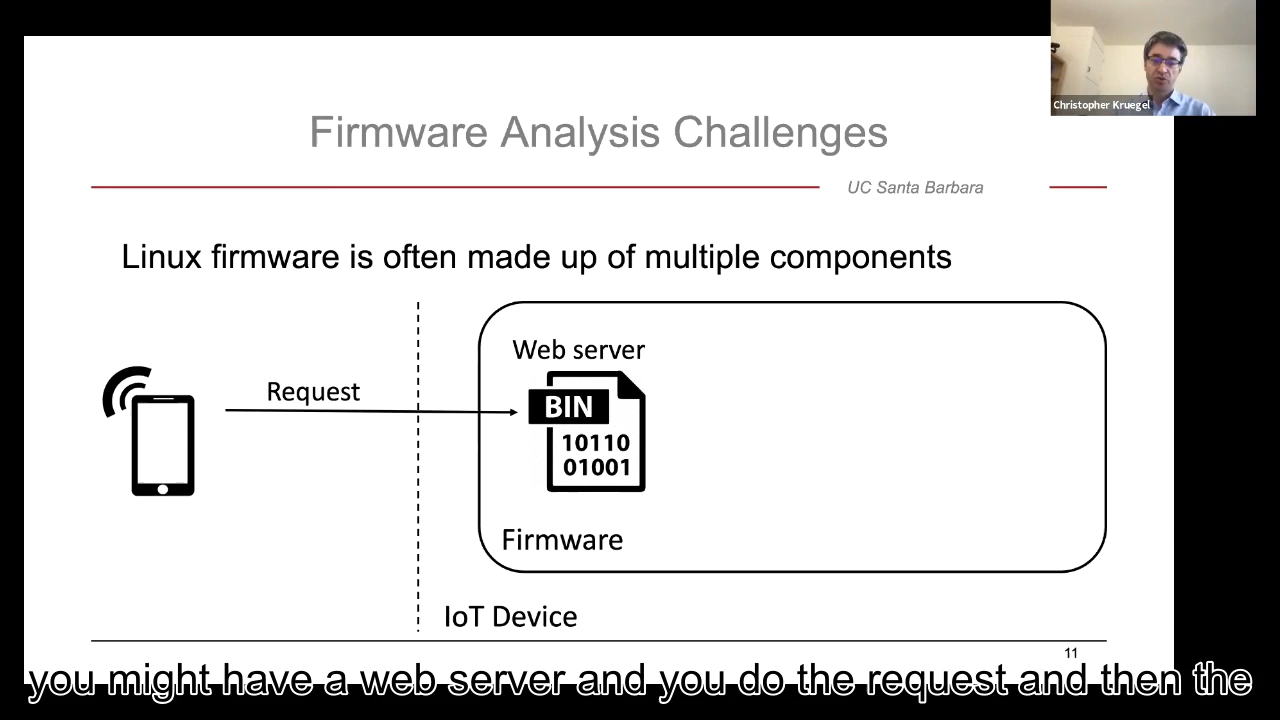 Christopher Kruegel
Firmware Analysis Challenges
UC Santa Barbara
Linux firmware is often made up of multiple components
Web server
Request
BIN
10110
01001
Firmware
IoT Device
11
you might have a web server and you do the request and then the